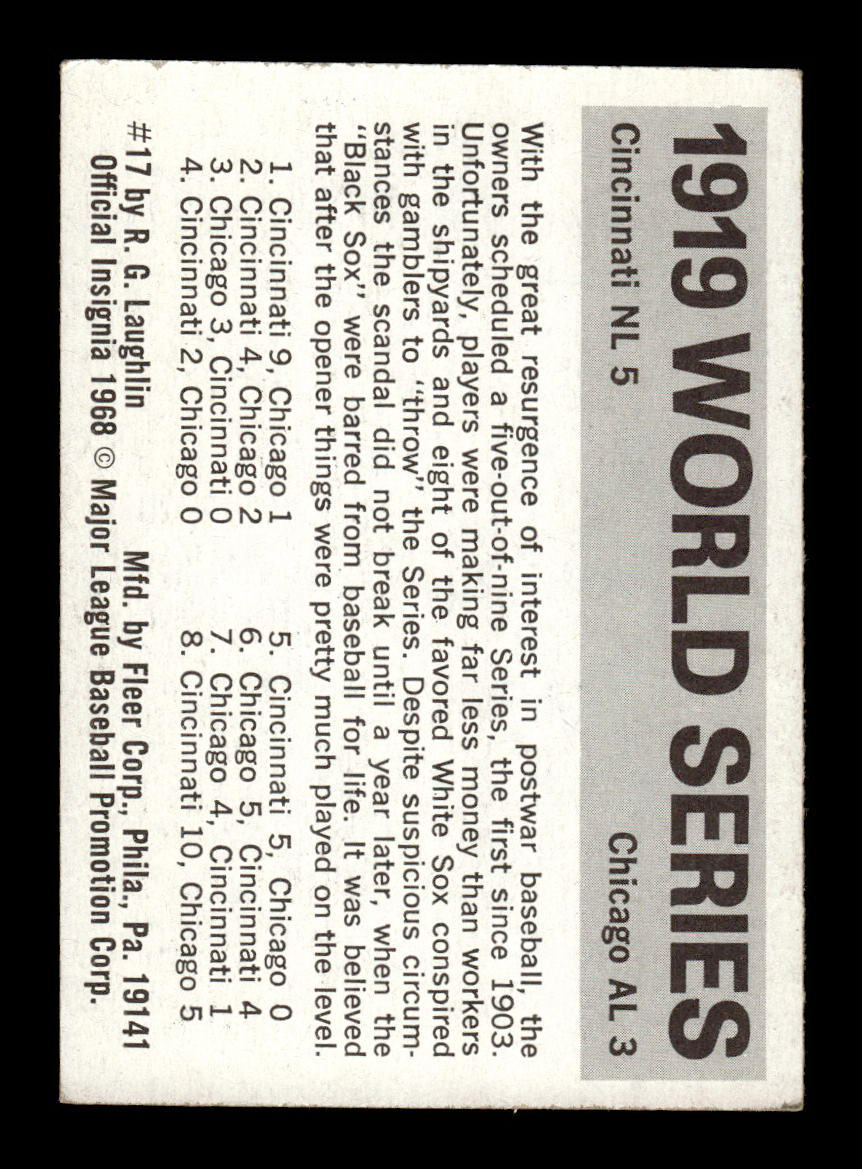 1919 WORLD SERIES
Cincinnati NL 5 Chicago AL 3
With the great resurgence of interest in postwar baseball, the
owners scheduled a five-out-of-nine Series, the first since 1903.
Unfortunately, players were making far less money than workers
in the shipyards and eight of the favored White Sox conspired
with gamblers to "throw" the Series. Despite suspicious circum-
stances the scandal did not break until a year later, when the
"Black Sox" were barred from baseball for life. It was believed
that after the opener things were pretty much played on the level.
1. Cincinnati 9, Chicago 1 5. Cincinnati 5, Chicago 0
2. Cincinnati 4, Chicago 2 6. Chicago 5, Cincinnati 4
3. Chicago 3, Cincinnati 0 7. Chicago 4, Cincinnati 1
4. Cincinnati 2, Chicago 0 8. Cincinnati 10, Chicago 5
#17 by R. G. Laughlin Mfd. by Fleer Corp., Phila., Pa. 19141
Official Insignia 1968 © Major League Baseball Promotion Corp.